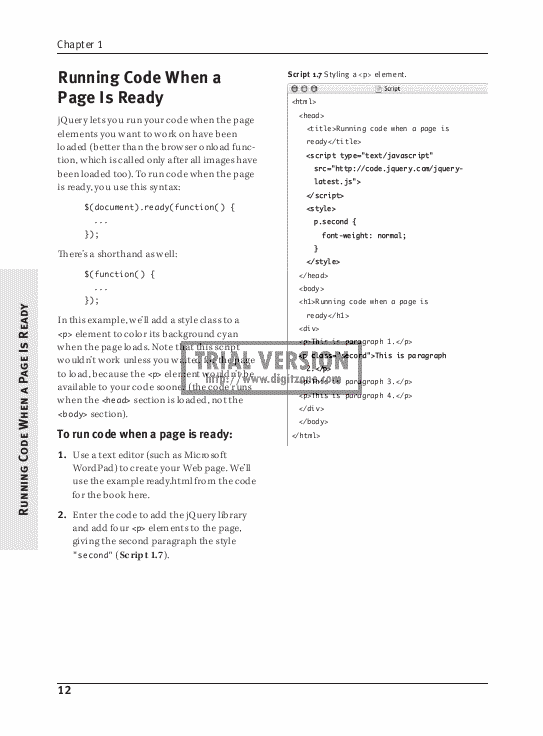 Chapter 1
Running Code When a
Page Is Ready
jQuery lets you run your code when the page
elements you want to work on have been
loaded (better than the browser onload func-
tion, which is called only after all images have
been loaded too). To run code when the page
is ready, you use this syntax:
$(document).ready(function() {
...
});
There's a shorthand as well:
$(function() {
...
});
In this example, we'll add a style class to a
<p> element to color its background cyan
when the page loads. Note that this script
wouldn't work unless you waited for the page
to load, because the <p> element wouldn't be
available to your code sooner (the code runs
when the <head> section is loaded, not the
<body> section).
To run code when a page is ready:
1. Use a text editor (such as Microsoft
WordPad) to create your Web page. We'll
use the example ready.html from the code
for the book here.
2. Enter the code to add the jQuery library
and add four <p> elements to the page,
giving the second paragraph the style
"second" (Script 1.7).
Script 1.7 Styling a <p> element.
Script
<html>
<head>
<title>Running code when a page is
ready</title>
<script type="text/javascript"
src="http://code.jquery.com/jquery-
latest.js">
</script>
<style>
p.second {
font-weight: normal;
}
</style>
</head>
<body>
<h1>Running code when a page is
ready</h1>
<div>
<p>This is paragraph 1.</p>
<p class="second">This is paragraph
2.</p>
<p>This is paragraph 3.</p>
<p>This is paragraph 4.</p>
</div>
</body>
</html>
TRIAL VERSION
http://www.digitzone.com
Running Code When a Page Is Ready
12